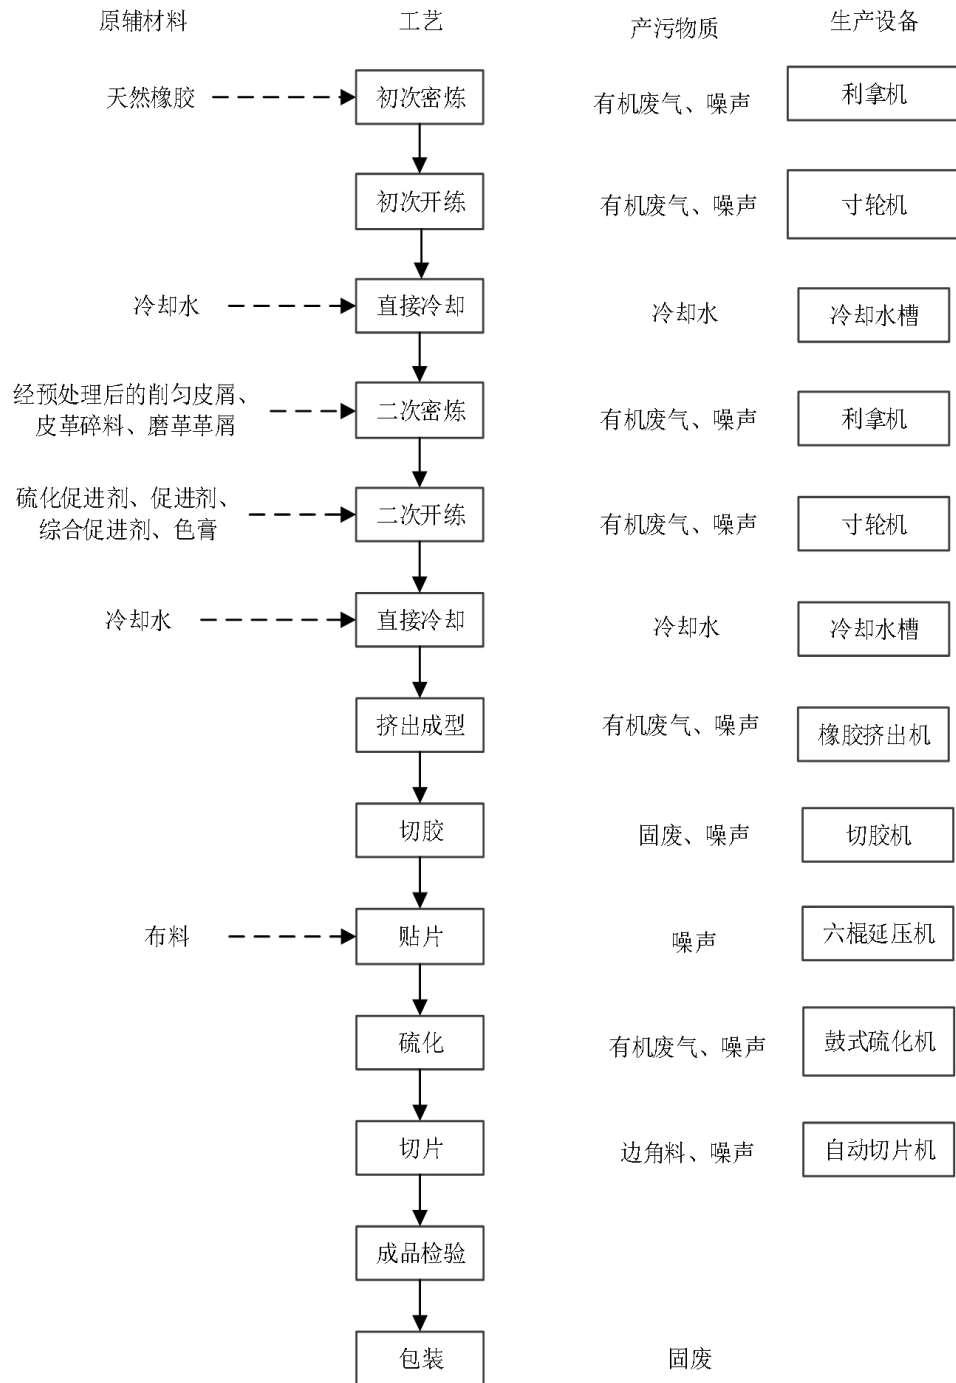 原辅材料 工艺 产污物质 生产设备
天然橡胶 初次密炼 有机废气、噪声 利拿机
初次开练 有机废气、噪声 寸轮机
冷却水 直接冷却 冷却水 冷却水槽
经预处理后的削匀皮屑、
皮革碎料、磨革革屑 二次密炼 有机废气、噪声 利拿机
硫化促进剂、促进剂、
综合促进剂、色膏 二次开练 有机废气、噪声 寸轮机
冷却水 直接冷却 冷却水 冷却水槽
挤出成型 有机废气、噪声 橡胶挤出机
切胶 固废、噪声 切胶机
布料 贴片 噪声 六棍延压机
硫化 有机废气、噪声 鼓式硫化机
切片 边角料、噪声 自动切片机
成品检验
包装 固废